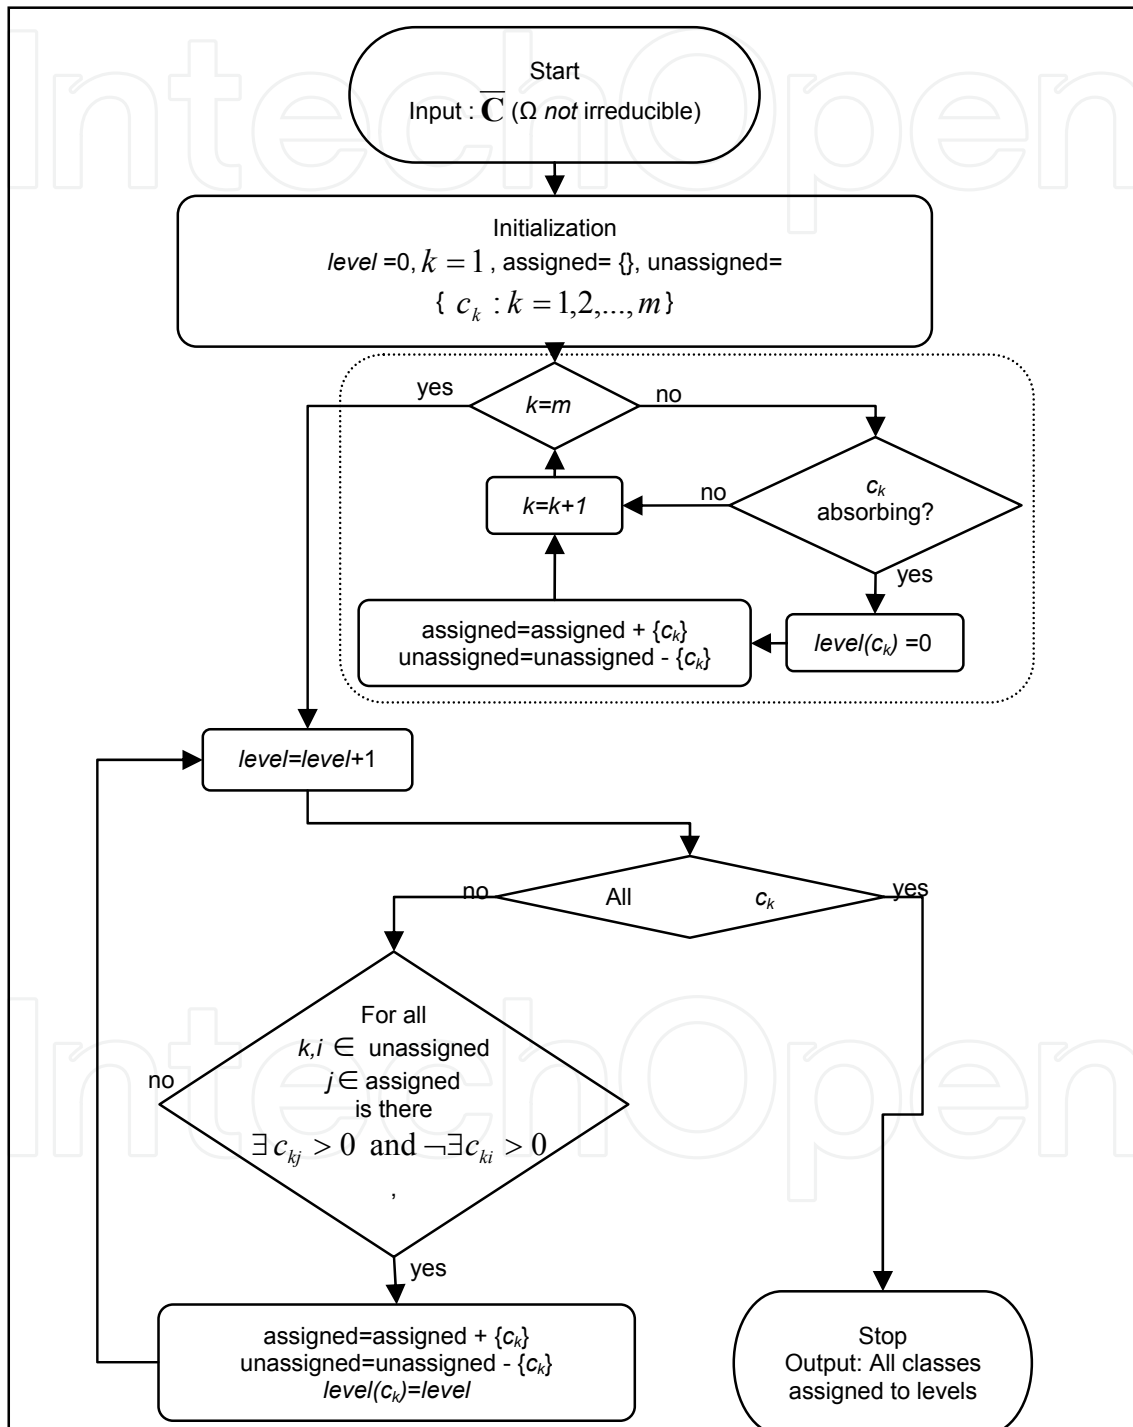 Start
Input : C̅ (Ω not irreducible)
Initialization
level =0, k = 1 , assigned= {}, unassigned=
{ c_k : k = 1,2,..., m }
yes
k=m
no
c_k
absorbing?
no
k=k+1
yes
assigned=assigned + {c_k}
unassigned=unassigned - {c_k}
level(c_k) =0
level=level+1
no
All c_k
yes
For all
k,i ∈ unassigned
j ∈ assigned
is there
∃ c_kj > 0 and ¬∃ c_ki > 0
,
no
yes
assigned=assigned + {c_k}
unassigned=unassigned - {c_k}
level(c_k)=level
Stop
Output: All classes
assigned to levels
IntechOpen
IntechOpen